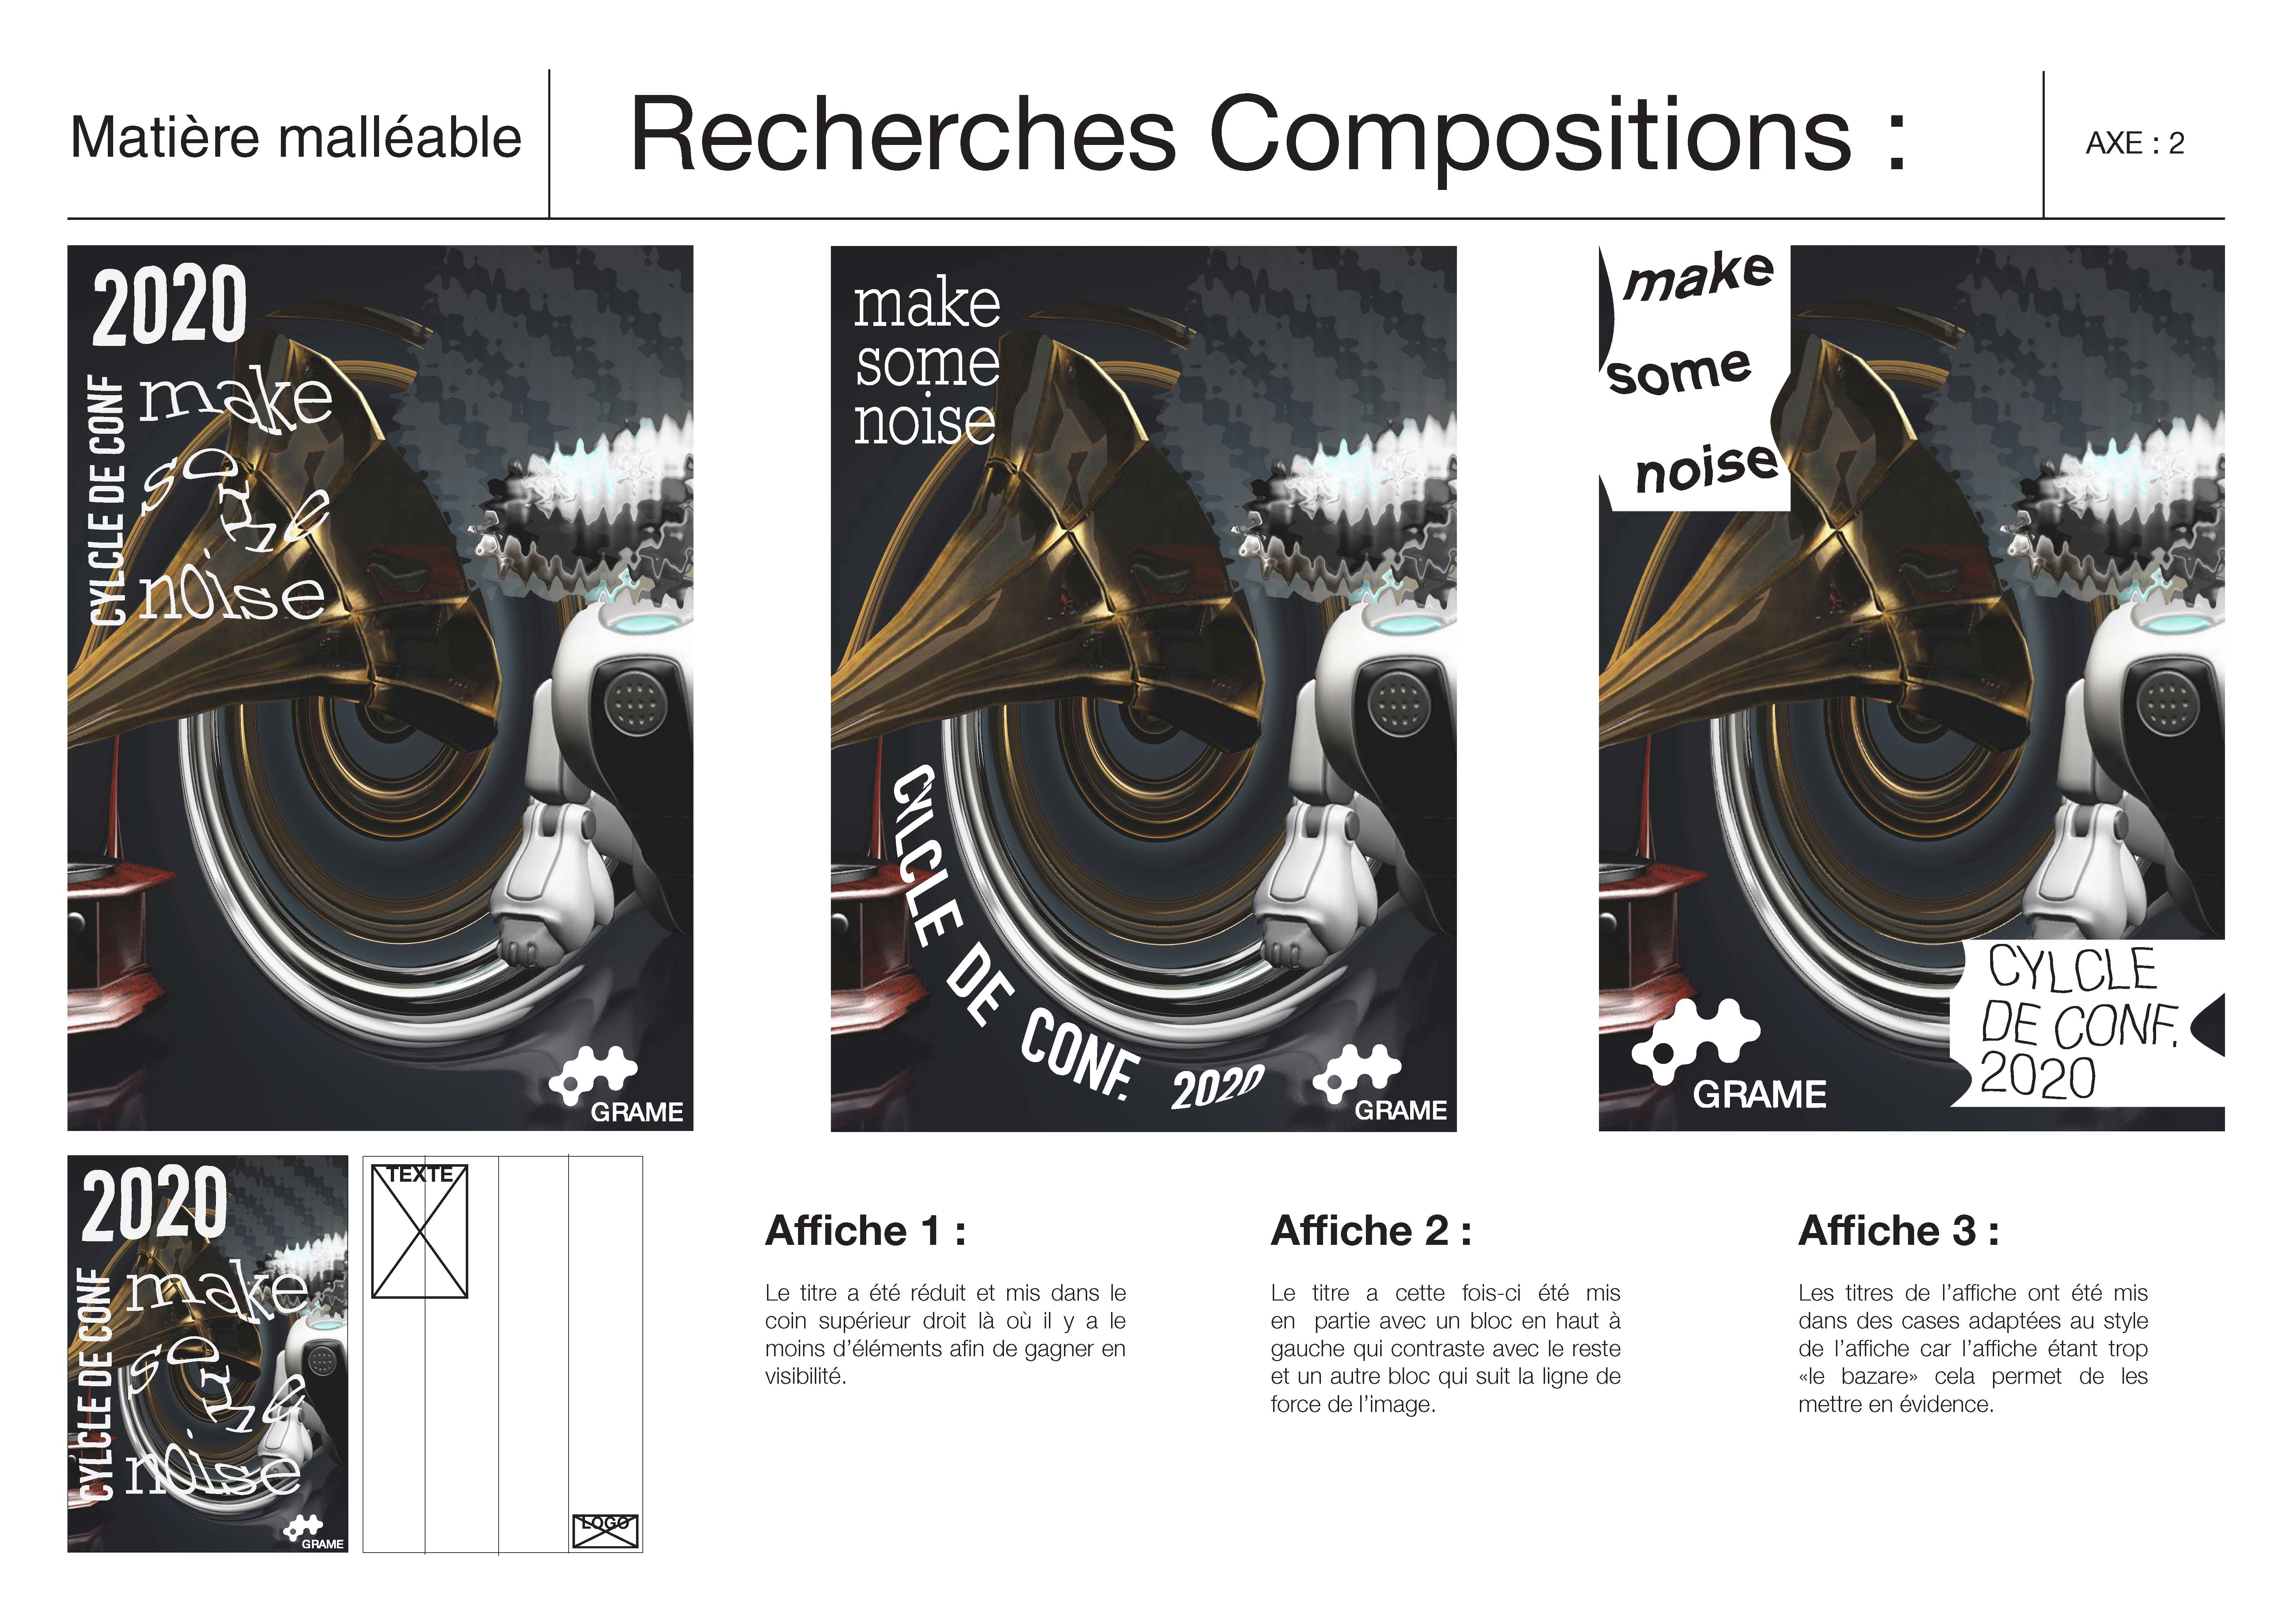 Matière malléable
Recherches Compositions :
AXE : 2
2020
CYLCLE DE CONF
make
some
noise
GRAME
make
some
noise
CYLCLE DE CONF. 2020
GRAME
make
some
noise
CYLCLE
DE CONF.
2020
GRAME
2020
CYLCLE DE CONF
make
some
noise
GRAME
TEXTE
LOGO
Affiche 1 :
Le titre a été réduit et mis dans le
coin supérieur droit là où il y a le
moins d'éléments afin de gagner en
visibilité.
Affiche 2 :
Le titre a cette fois-ci été mis
en partie avec un bloc en haut à
gauche qui contraste avec le reste
et un autre bloc qui suit la ligne de
force de l'image.
Affiche 3 :
Les titres de l'affiche ont été mis
dans des cases adaptées au style
de l'affiche car l'affiche étant trop
«le bazare» cela permet de les
mettre en évidence.